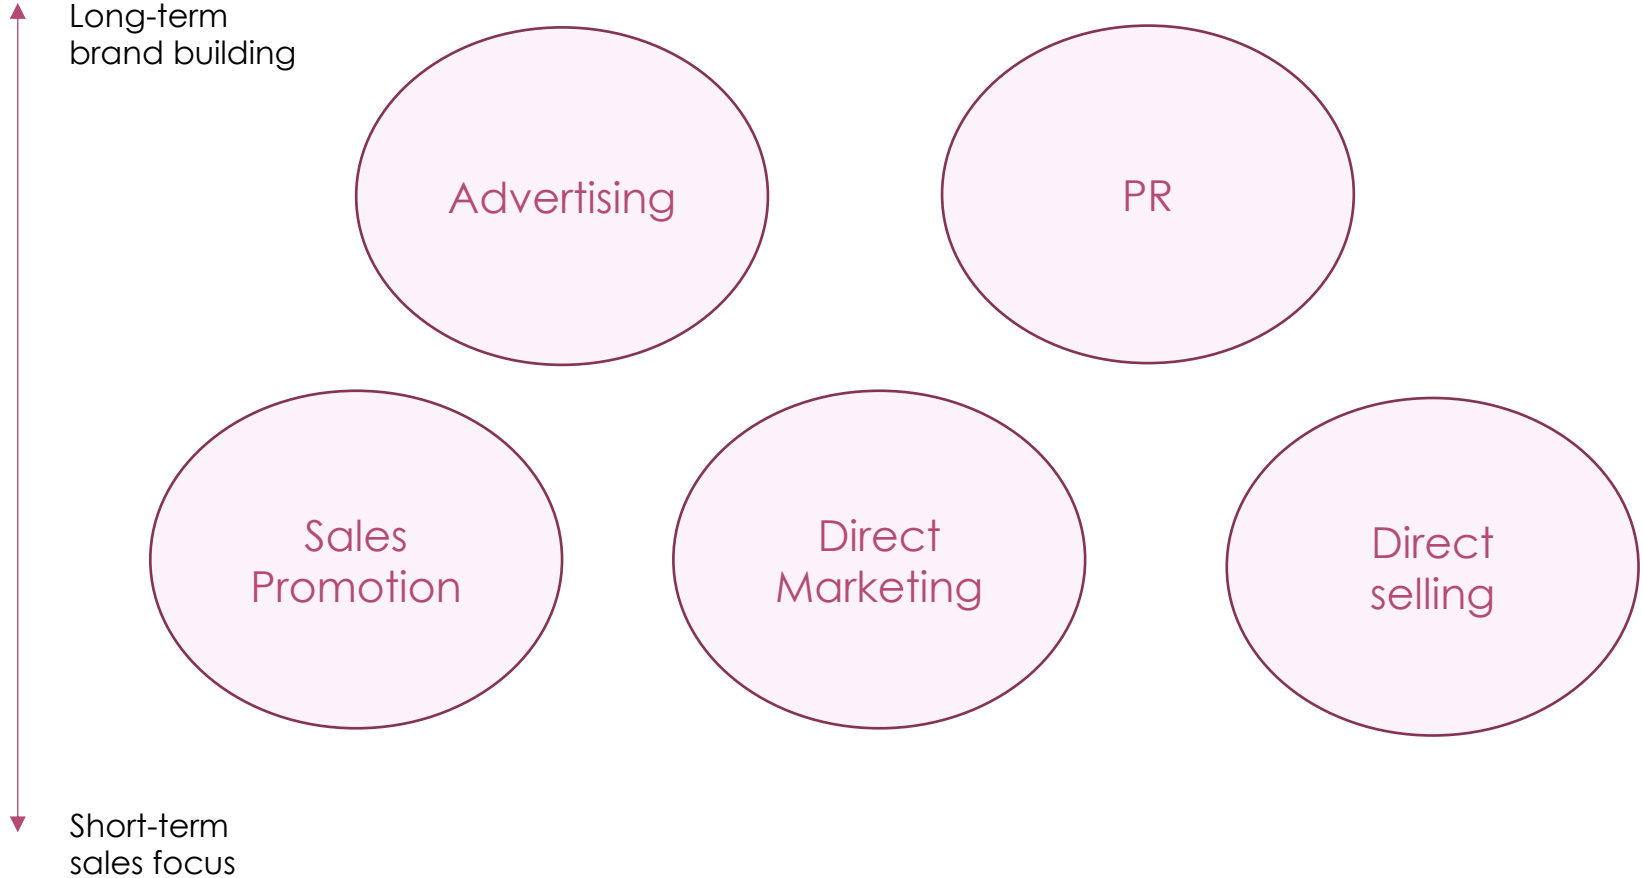 Long-term
brand building
Advertising
PR
Sales
Promotion
Direct
Marketing
Direct
selling
Short-term
sales focus